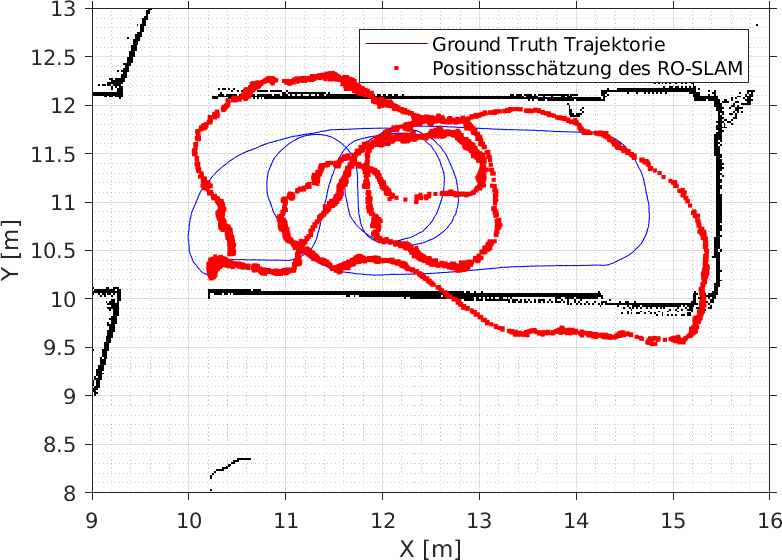 Ground Truth Trajektorie
Positionsschätzung des RO-SLAM
13
12.5
12
11.5
11
10.5
10
9.5
9
8.5
8
Y [m]
9 10 11 12 13 14 15 16
X [m]